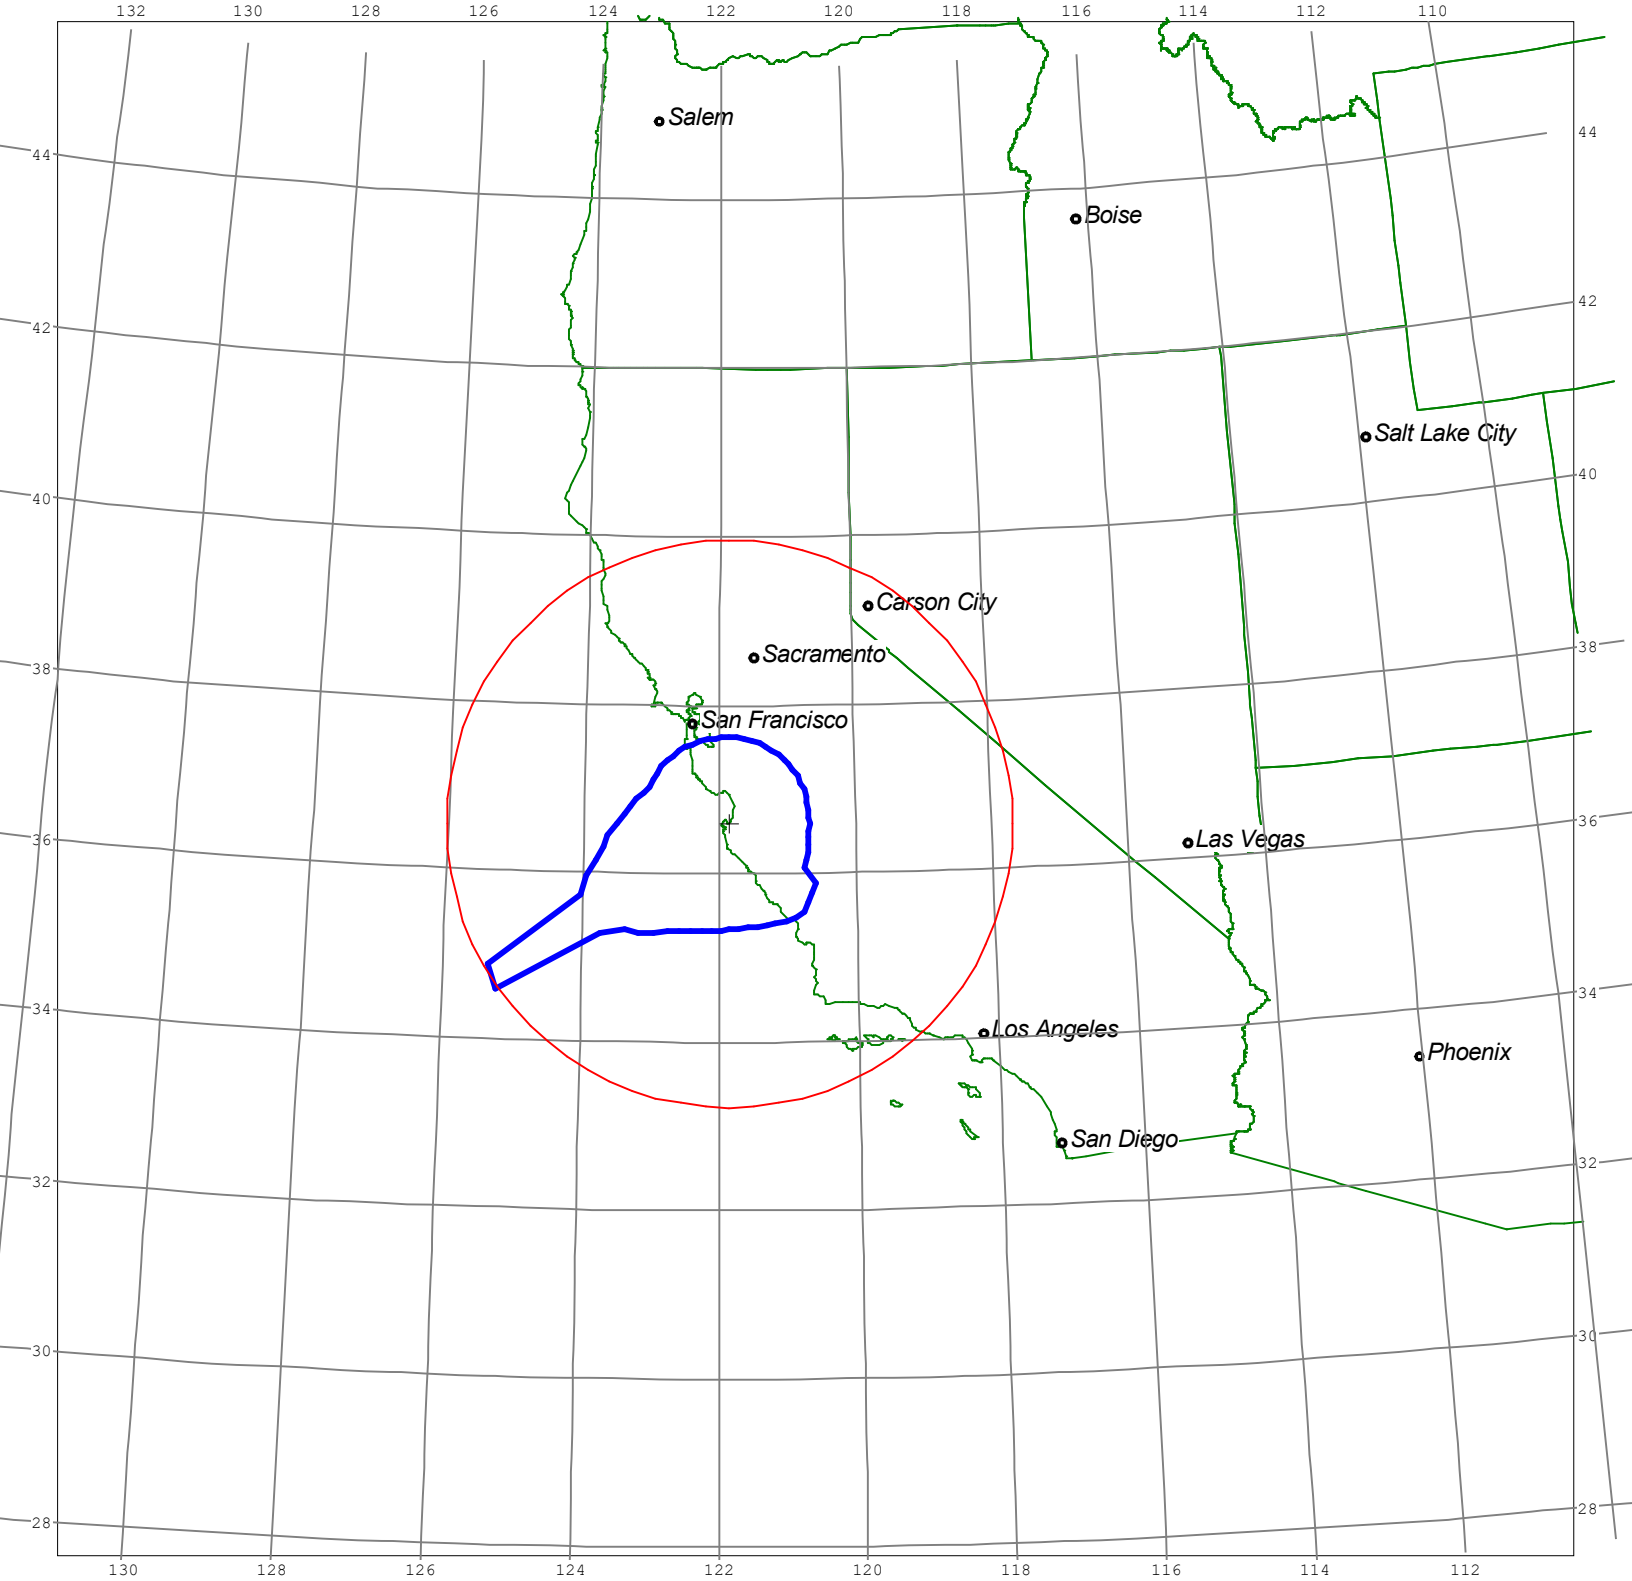 132 130 128 126 124 122 120 118 116 114 112 110
Salem
44 44
Boise
42 42
Salt Lake City
40 40
Carson City
38 Sacramento 38
San Francisco
36 Las Vegas 36
34 34
Los Angeles
Phoenix
San Diego
32 32
30 30
28 28
130 128 126 124 122 120 118 116 114 112